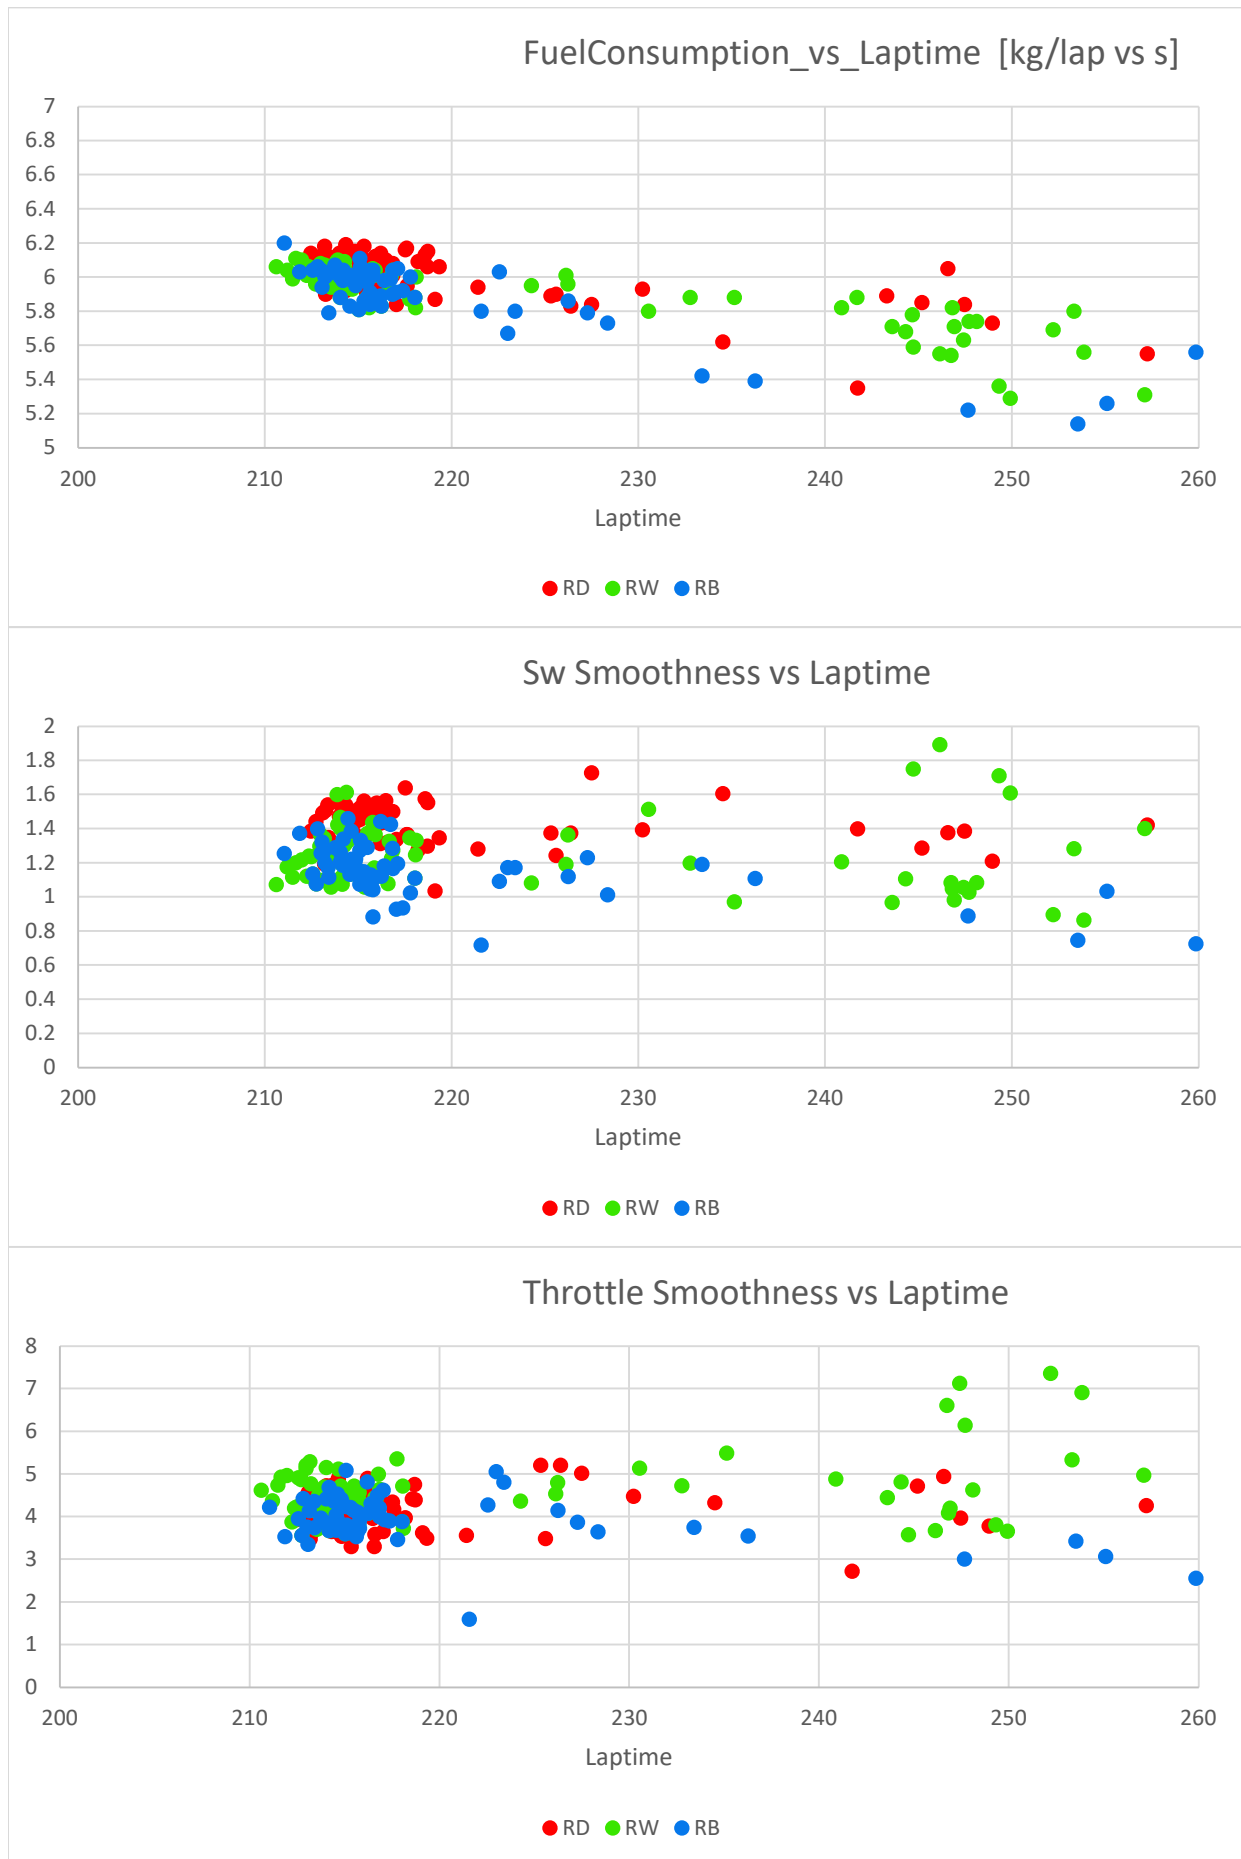 FuelConsumption_vs_Laptime [kg/lap vs s]
7
6.8
6.6
6.4
6.2
6
5.8
5.6
5.4
5.2
5
200 210 220 230 240 250 260
Laptime
RD RW RB
Sw Smoothness vs Laptime
2
1.8
1.6
1.4
1.2
1
0.8
0.6
0.4
0.2
0
200 210 220 230 240 250 260
Laptime
RD RW RB
Throttle Smoothness vs Laptime
8
7
6
5
4
3
2
1
0
200 210 220 230 240 250 260
Laptime
RD RW RB